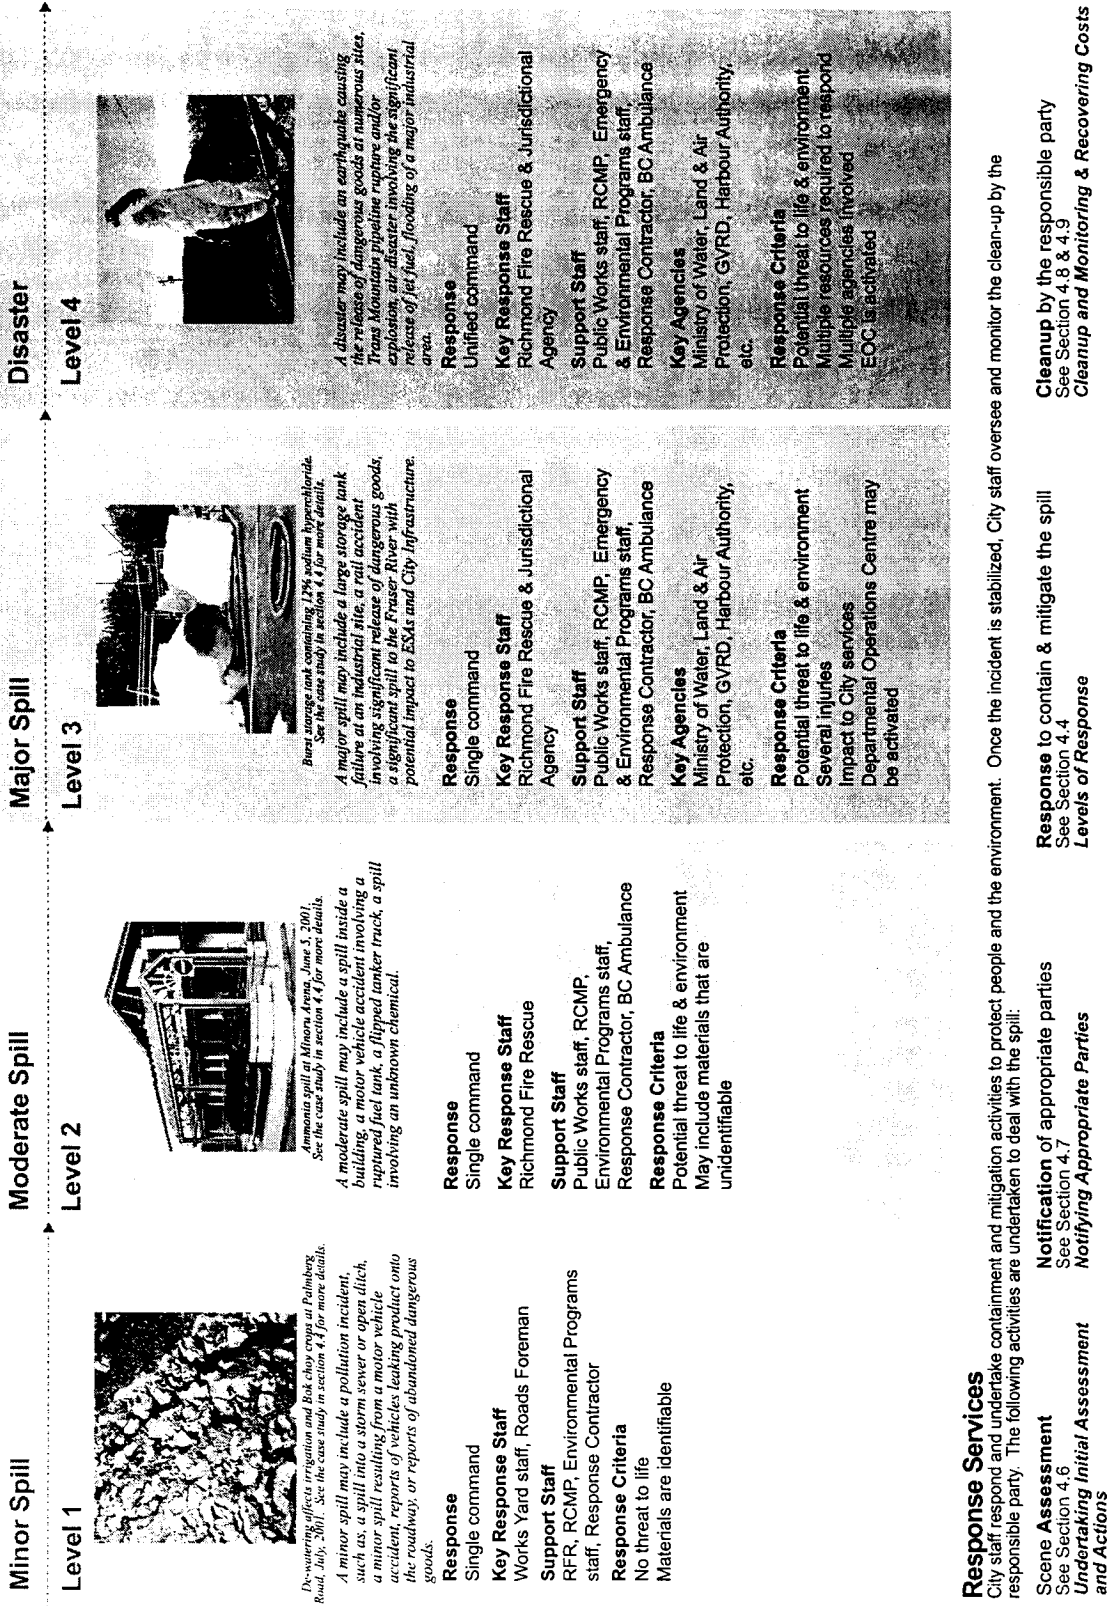 Minor Spill
Level 1
De-watering affects irrigation and Bok choy crops at Palmberg
Road, July, 2001. See the case study in section 4.4 for more details.
A minor spill may include a pollution incident,
such as, a spill into a storm sewer or open ditch,
a minor spill resulting from a motor vehicle
accident, reports of vehicles leaking product onto
the roadway, or reports of abandoned dangerous
goods.
Response
Single command
Key Response Staff
Works Yard staff, Roads Foreman
Support Staff
RFR, RCMP, Environmental Programs
staff, Response Contractor
Response Criteria
No threat to life
Materials are identifiable
Moderate Spill
Level 2
Ammonia spill at Minoru Arena, June 5, 2001.
See the case study in section 4.4 for more details.
A moderate spill may include a spill inside a
building, a motor vehicle accident involving a
ruptured fuel tank, a flipped tanker truck, a spill
involving an unknown chemical.
Response
Single command
Key Response Staff
Richmond Fire Rescue
Support Staff
Public Works staff, RCMP,
Environmental Programs staff,
Response Contractor, BC Ambulance
Response Criteria
Potential threat to life & environment
May include materials that are
unidentifiable
Major Spill
Level 3
Burst storage tank containing 12% sodium hyperchloride.
See the case study in section 4.4 for more details.
A major spill may include a large storage tank
failure at an industrial site, a rail accident
involving significant release of dangerous goods,
a significant spill to the Fraser River with
potential impact to ESAs and City Infrastructure.
Response
Single command
Key Response Staff
Richmond Fire Rescue & Jurisdictional
Agency
Support Staff
Public Works staff, RCMP, Emergency
& Environmental Programs staff,
Response Contractor, BC Ambulance
Key Agencies
Ministry of Water, Land & Air
Protection, GVRD, Harbour Authority,
etc.
Response Criteria
Potential threat to life & environment
Several injuries
Impact to City services
Departmental Operations Centre may
be activated
Disaster
Level 4
A disaster may include an earthquake causing
the release of dangerous goods at numerous sites,
Trans Mountain pipeline rupture and/or
explosion, air disaster involving the significant
release of jet fuel, flooding of a major industrial
area.
Response
Unified command
Key Response Staff
Richmond Fire Rescue & Jurisdictional
Agency
Support Staff
Public Works staff, RCMP, Emergency
& Environmental Programs staff,
Response Contractor, BC Ambulance
Key Agencies
Ministry of Water, Land & Air
Protection, GVRD, Harbour Authority,
etc.
Response Criteria
Potential threat to life & environment
Multiple resources required to respond
Multiple agencies involved
EOC is activated
Response Services
City staff respond and undertake containment and mitigation activities to protect people and the environment. Once the incident is stabilized, City staff oversee and monitor the clean-up by the
responsible party. The following activities are undertaken to deal with the spill:
Scene Assessment
See Section 4.6
Undertaking Initial Assessment
and Actions
Notification of appropriate parties
See Section 4.7
Notifying Appropriate Parties
Response to contain & mitigate the spill
See Section 4.4
Levels of Response
Cleanup by the responsible party
See Section 4.8 & 4.9
Cleanup and Monitoring & Recovering Costs